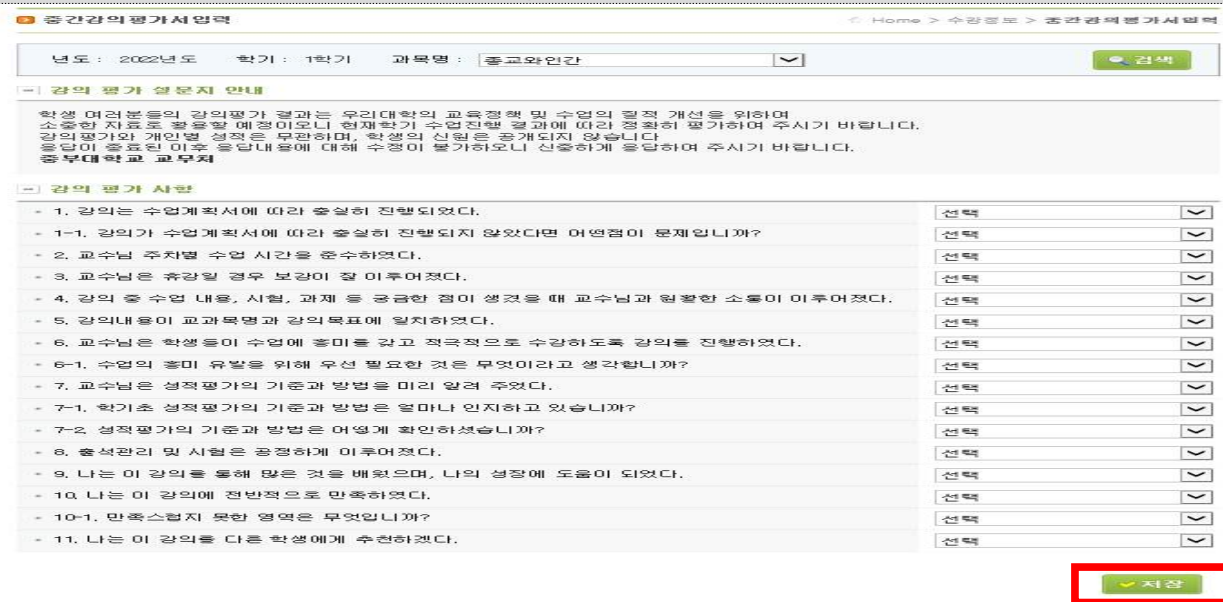 중간강의평가서입력
Home > 수강정보 > 중간강의평가서입력
년도 : 2022년도 학기 : 1학기 과목명 : 종교와인간 검색
강의 평가 설문지 안내
학생 여러분들의 강의평가 결과는 우리대학의 교육정책 및 수업의 질적 개선을 위하여
소중한 자료로 활용할 예정이오니 현재학기 수업진행 결과에 따라 정확히 평가하여 주시기 바랍니다.
강의평가와 개인별 성적은 무관하며, 학생의 신원은 공개되지 않습니다
응답이 종료된 이후 응답내용에 대해 수정이 불가하오니 신중하게 응답하여 주시기 바랍니다.
중부대학교 교무처
강의 평가 사항
- 1. 강의는 수업계획서에 따라 충실히 진행되었다. 선택
- 1-1. 강의가 수업계획서에 따라 충실히 진행되지 않았다면 어떤점이 문제입니까? 선택
- 2. 교수님 주차별 수업 시간을 준수하였다. 선택
- 3. 교수님은 휴강일 경우 보강이 잘 이루어졌다. 선택
- 4. 강의 중 수업 내용, 시험, 과제 등 궁금한 점이 생겼을 때 교수님과 원활한 소통이 이루어졌다. 선택
- 5. 강의내용이 교과목명과 강의목표에 일치하였다. 선택
- 6. 교수님은 학생들이 수업에 흥미를 갖고 적극적으로 수강하도록 강의를 진행하였다. 선택
- 6-1. 수업의 흥미 유발을 위해 우선 필요한 것은 무엇이라고 생각합니까? 선택
- 7. 교수님은 성적평가의 기준과 방법을 미리 알려 주었다. 선택
- 7-1. 학기초 성적평가의 기준과 방법은 얼마나 인지하고 있습니까? 선택
- 7-2. 성적평가의 기준과 방법은 어떻게 확인하셨습니까? 선택
- 8. 출석관리 및 시험은 공정하게 이루어졌다. 선택
- 9. 나는 이 강의를 통해 많은 것을 배웠으며, 나의 성장에 도움이 되었다. 선택
- 10. 나는 이 강의에 전반적으로 만족하였다. 선택
- 10-1. 만족스럽지 못한 영역은 무엇입니까? 선택
- 11. 나는 이 강의를 다른 학생에게 추천하겠다. 선택
저장